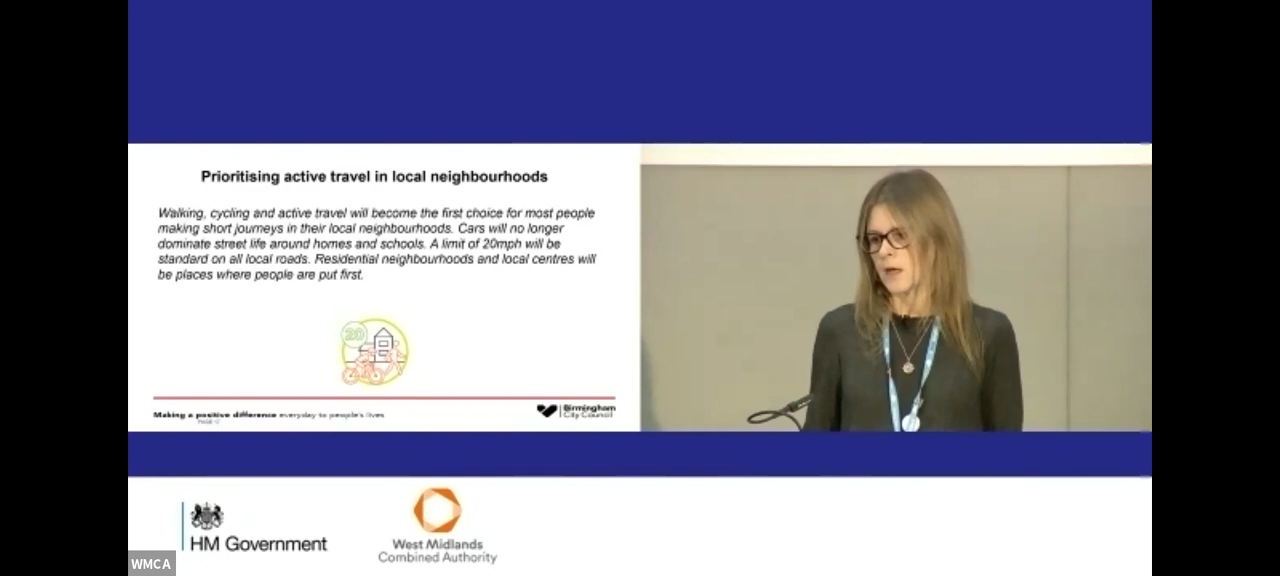 Prioritising active travel in local neighbourhoods
Walking, cycling and active travel will become the first choice for most people
making short journeys in their local neighbourhoods. Cars will no longer
dominate street life around homes and schools. A limit of 20mph will be
standard on all local roads. Residential neighbourhoods and local centres will
be places where people are put first.
20
Making a positive difference everyday to people's lives
Birmingham
City Council
HM Government
West Midlands
Combined Authority
WMCA